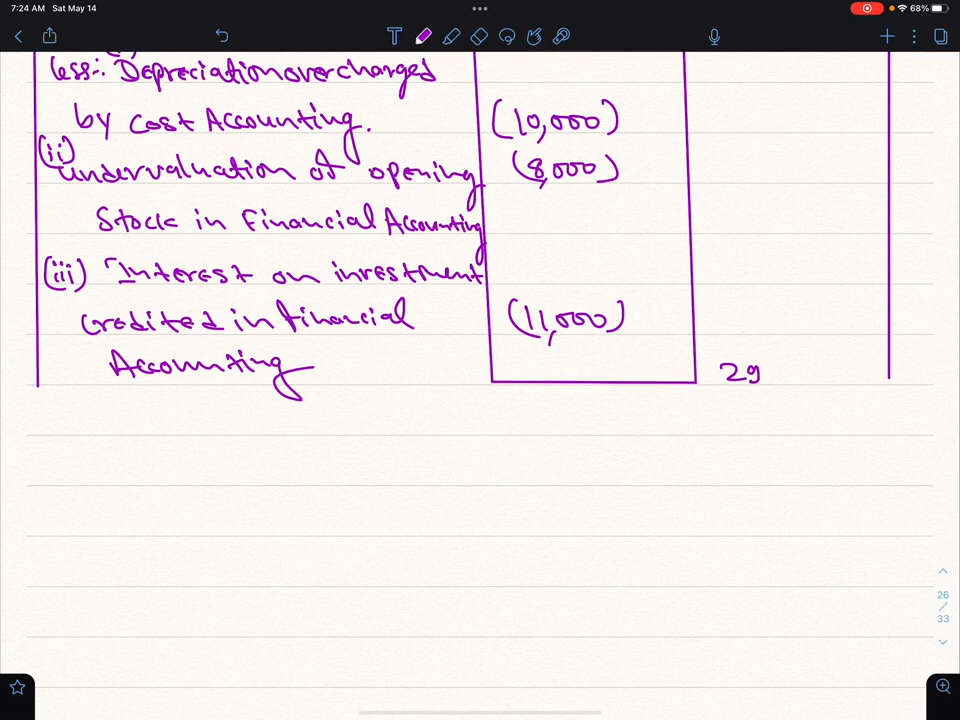 7:24 AM Sat May 14
68%
T
less:- Depreciation overcharged
by Cost Accounting. (10,000)
(ii) undervaluation of opening (8,000)
Stock in Financial Accounting
(iii) Interest on investment
credited in financial (11,000)
Accounting 29
26
/
33